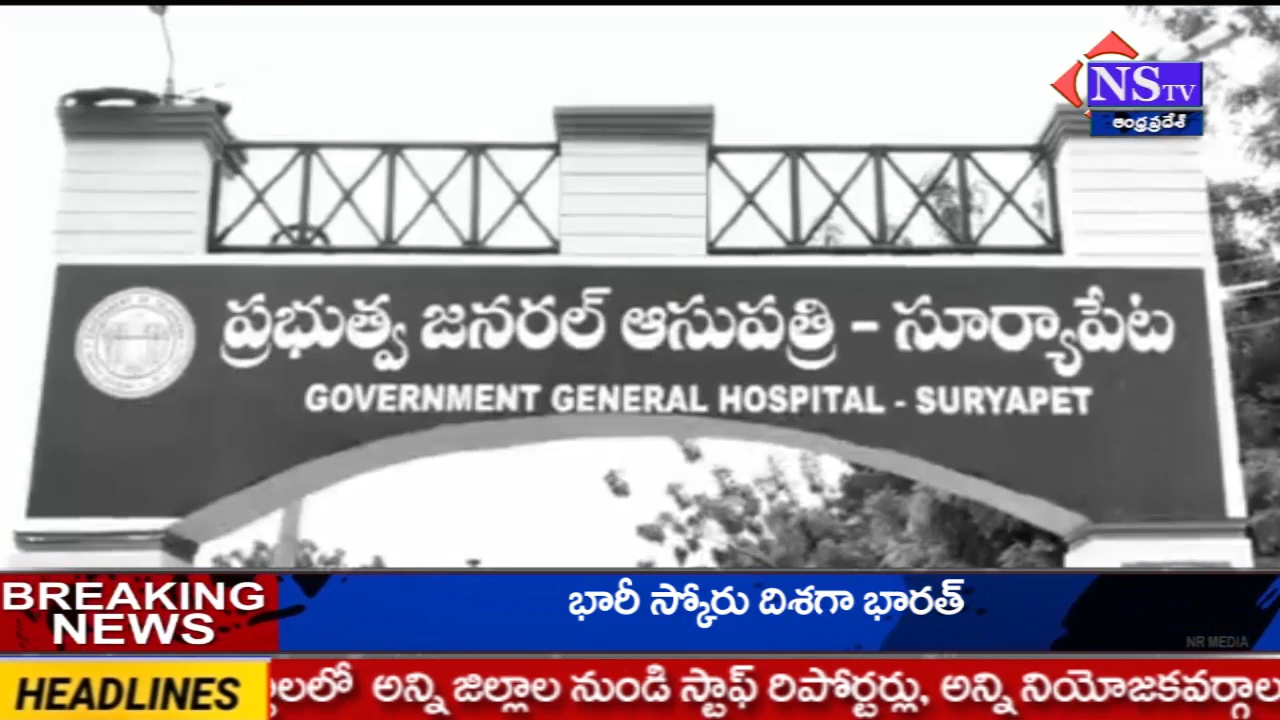 NS TV
ఆంధ్రప్రదేశ్
ప్రభుత్వ జనరల్ ఆసుపత్రి - సూర్యాపేట
GOVERNMENT GENERAL HOSPITAL - SURYAPET
BREAKING NEWS
భారీ స్కోరు దిశగా భారత్
NR MEDIA
HEADLINES
అన్ని జిల్లాల నుండి స్టాఫ్ రిపోర్టర్లు, అన్ని నియోజకవర్గాల